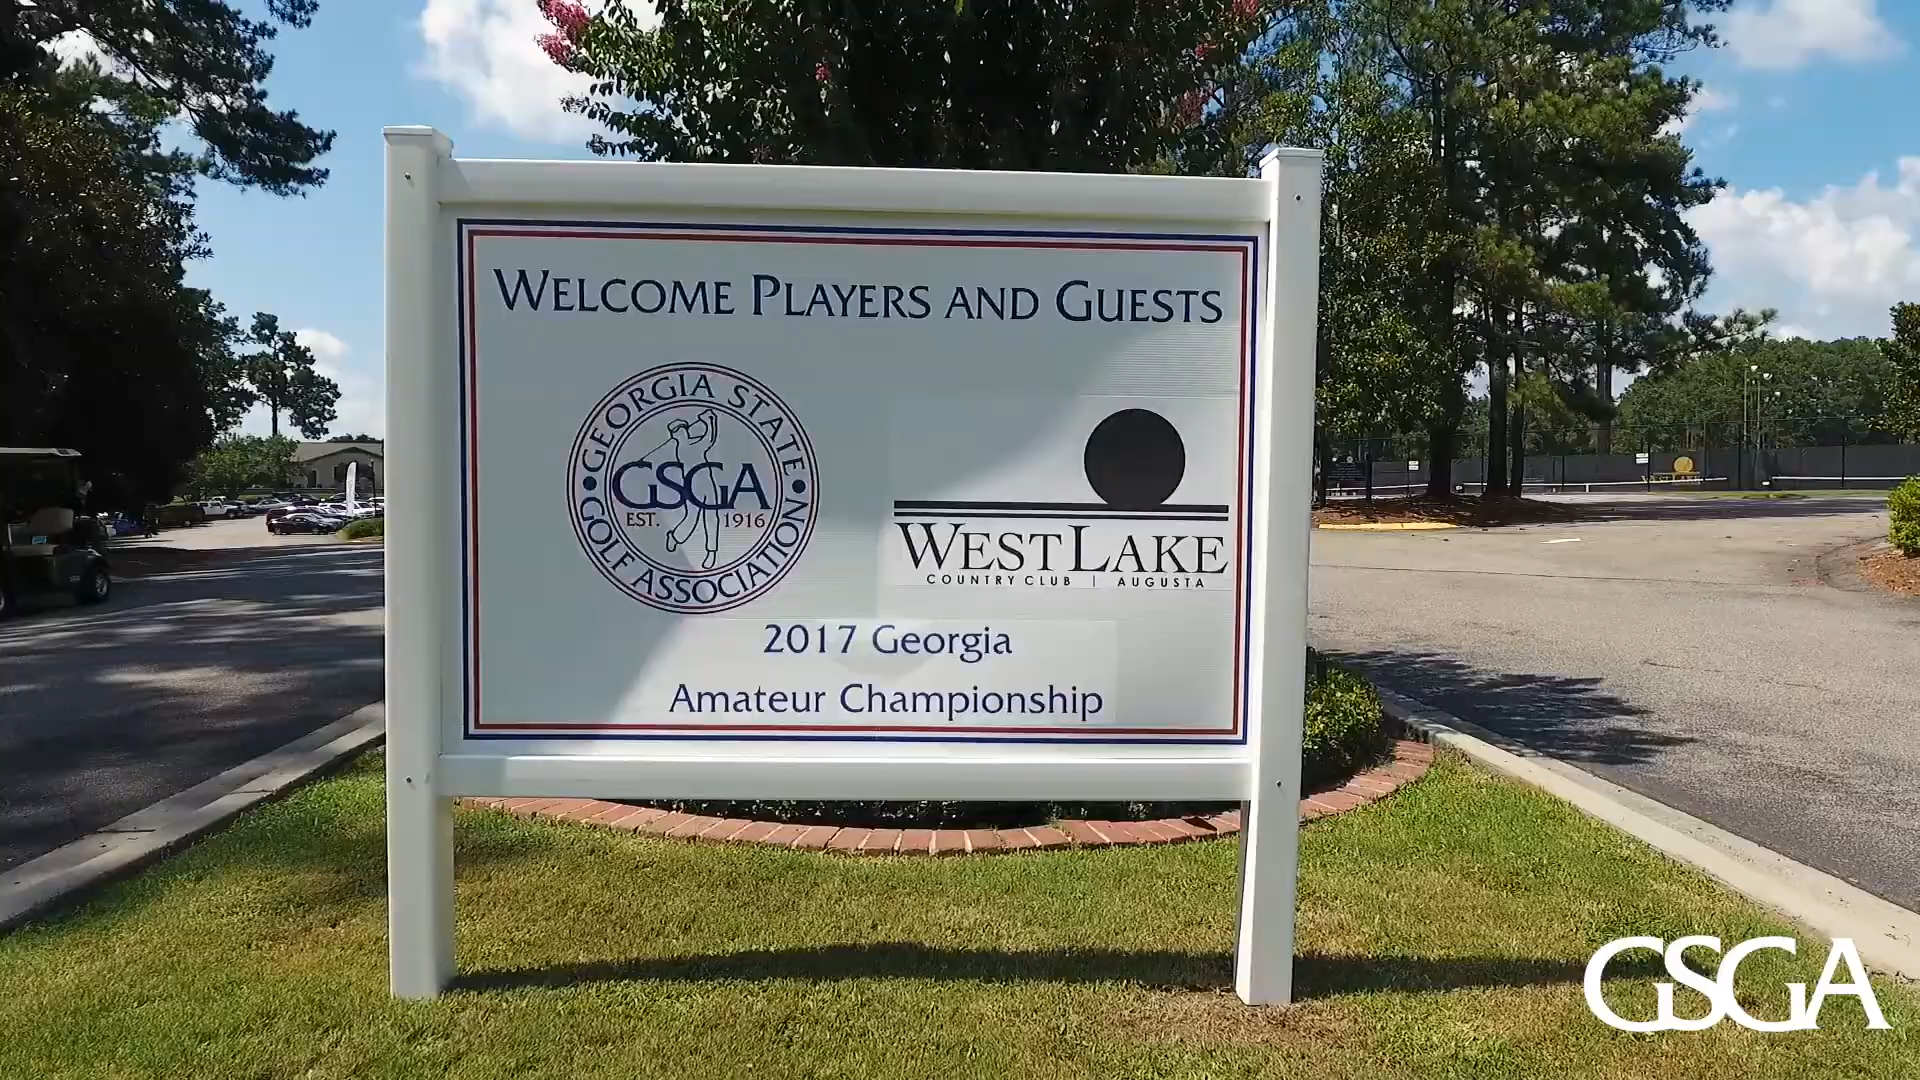 WELCOME PLAYERS AND GUESTS
GEORGIA STATE
GSGA
EST. 1916
GOLF ASSOCIATION
WESTLAKE
COUNTRY CLUB | AUGUSTA
2017 Georgia
Amateur Championship
GSGA